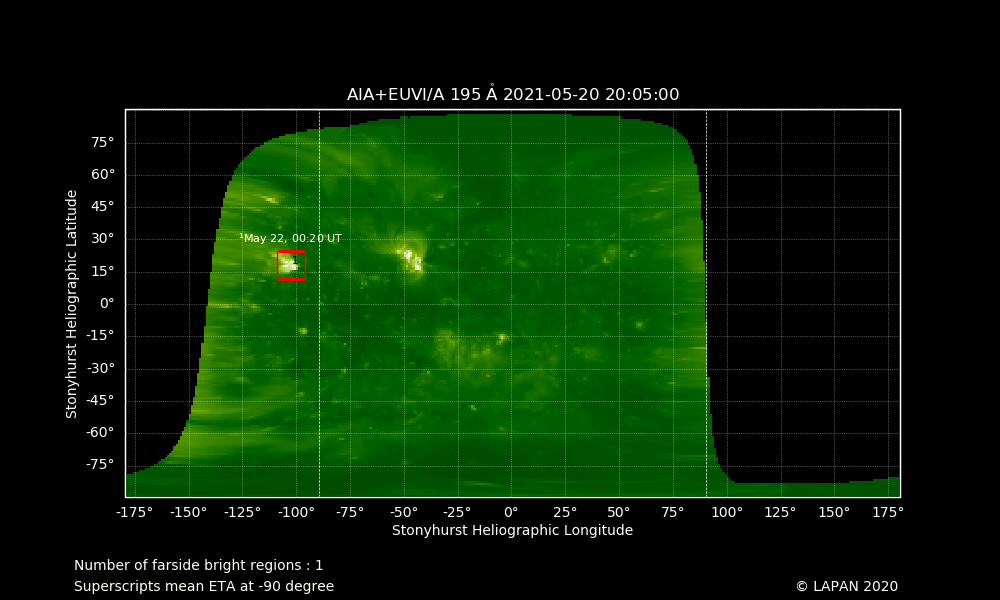 AIA+EUVI/A 195 Å 2021-05-20 20:05:00
Stonyhurst Heliographic Latitude
75°
60°
45°
30°
15°
0°
-15°
-30°
-45°
-60°
-75°
¹May 22, 00:20 UT
1
-175° -150° -125° -100° -75° -50° -25° 0° 25° 50° 75° 100° 125° 150° 175°
Stonyhurst Heliographic Longitude
Number of farside bright regions : 1
Superscripts mean ETA at -90 degree
© LAPAN 2020